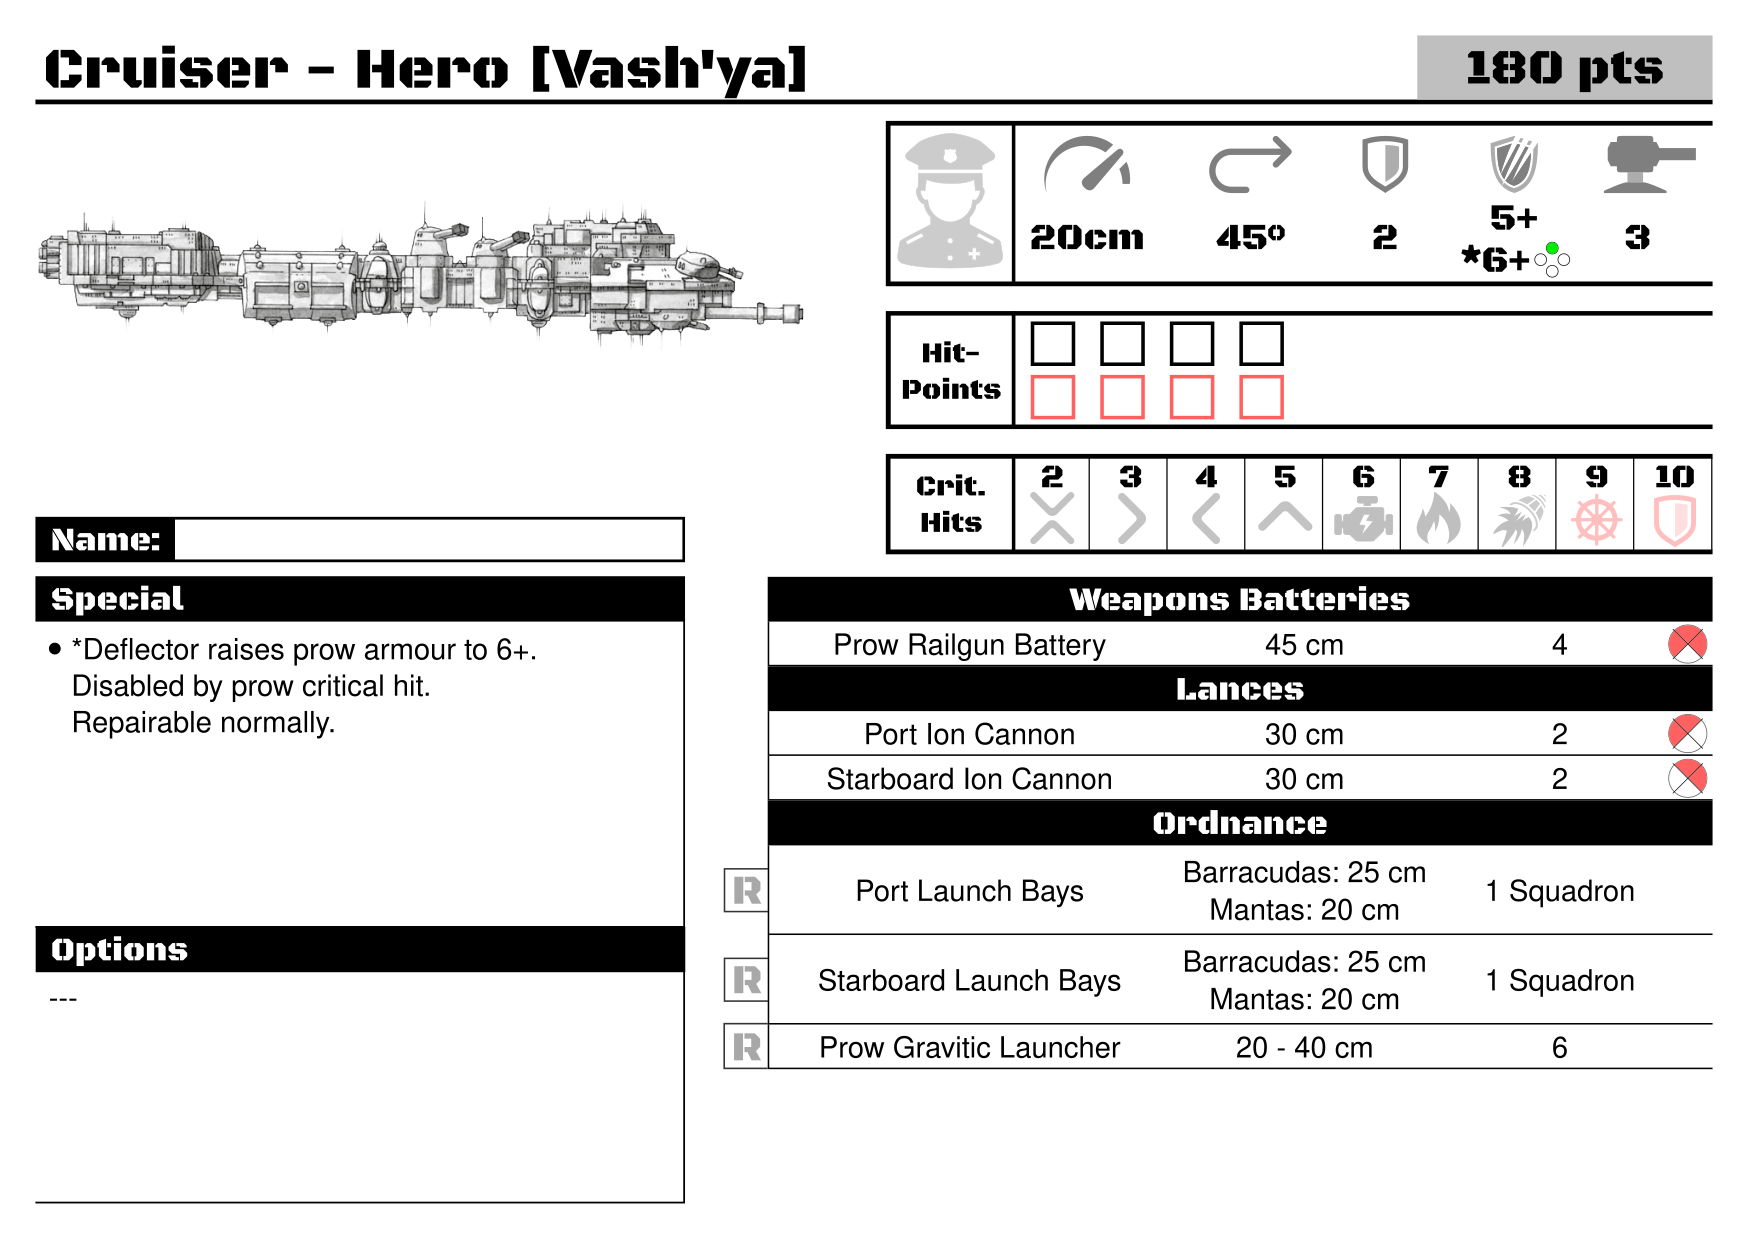 Cruiser - Hero [Vash'ya]
180 pts
20cm 45º 2 5+ 3
*6+
Hit-
Points
Crit.
Hits
2 3 4 5 6 7 8 9 10
Name:
Special
• *Deflector raises prow armour to 6+.
Disabled by prow critical hit.
Repairable normally.
Options
---
Weapons Batteries
Prow Railgun Battery 45 cm 4
Lances
Port Ion Cannon 30 cm 2
Starboard Ion Cannon 30 cm 2
Ordnance
R Port Launch Bays Barracudas: 25 cm 1 Squadron
Mantas: 20 cm
R Starboard Launch Bays Barracudas: 25 cm 1 Squadron
Mantas: 20 cm
R Prow Gravitic Launcher 20 - 40 cm 6